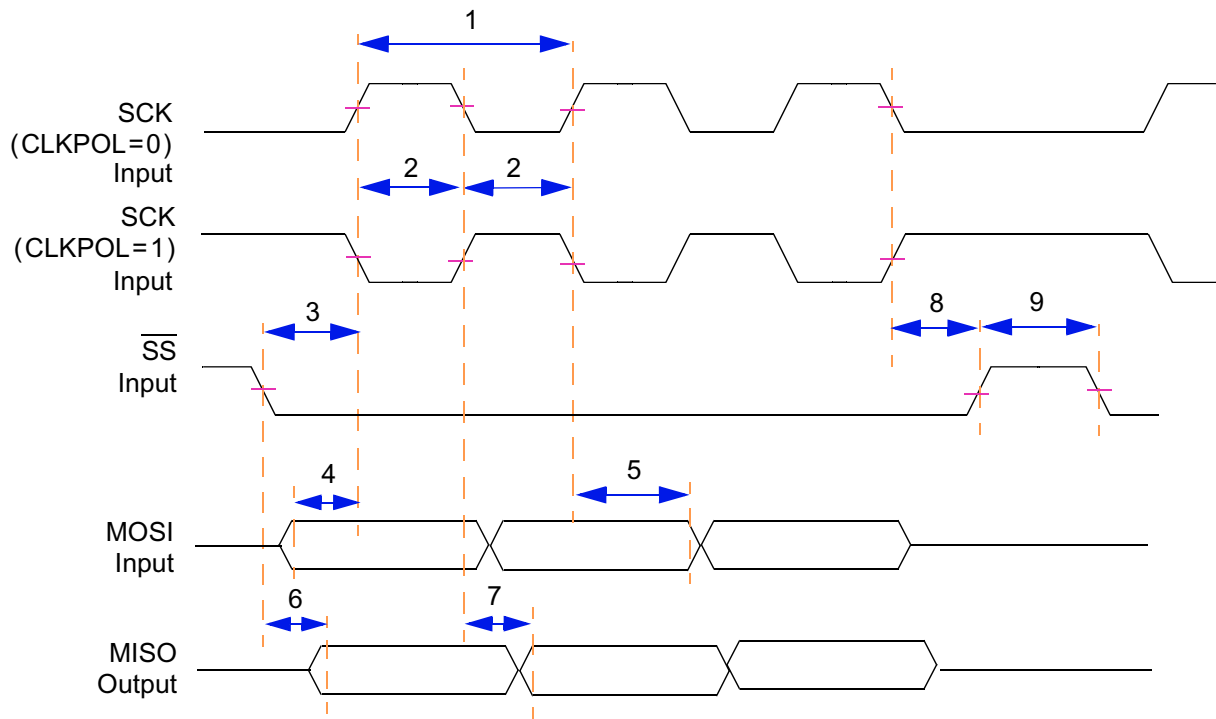 1
SCK
(CLKPOL=0)
Input
2 2
SCK
(CLKPOL=1)
Input
3 8 9
SS
Input
4 5
MOSI
Input
6 7
MISO
Output